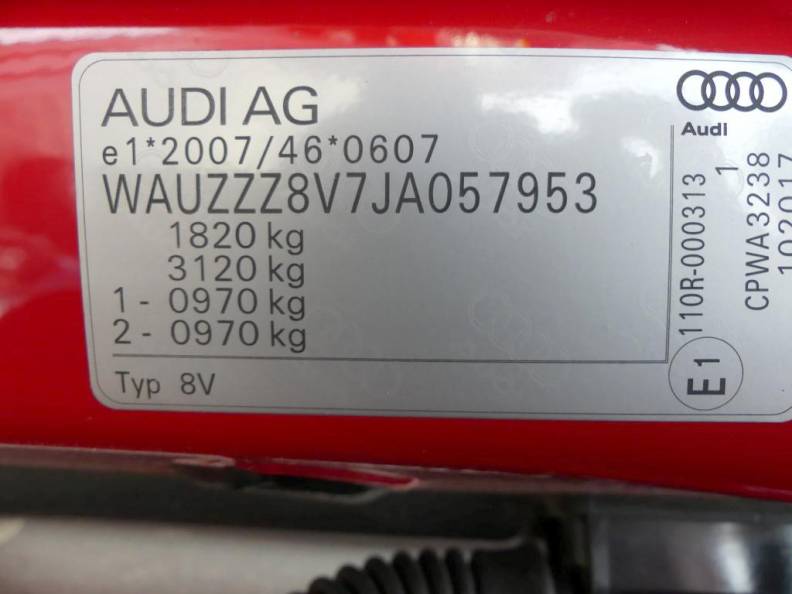 AUDI AG
e1*2007/46*0607
WAUZZZ8V7JA057953
1820 kg
3120 kg
1 - 0970 kg
2 - 0970 kg
Typ 8V
Audi
E1 110R-000313
1
CPWA3238
102017